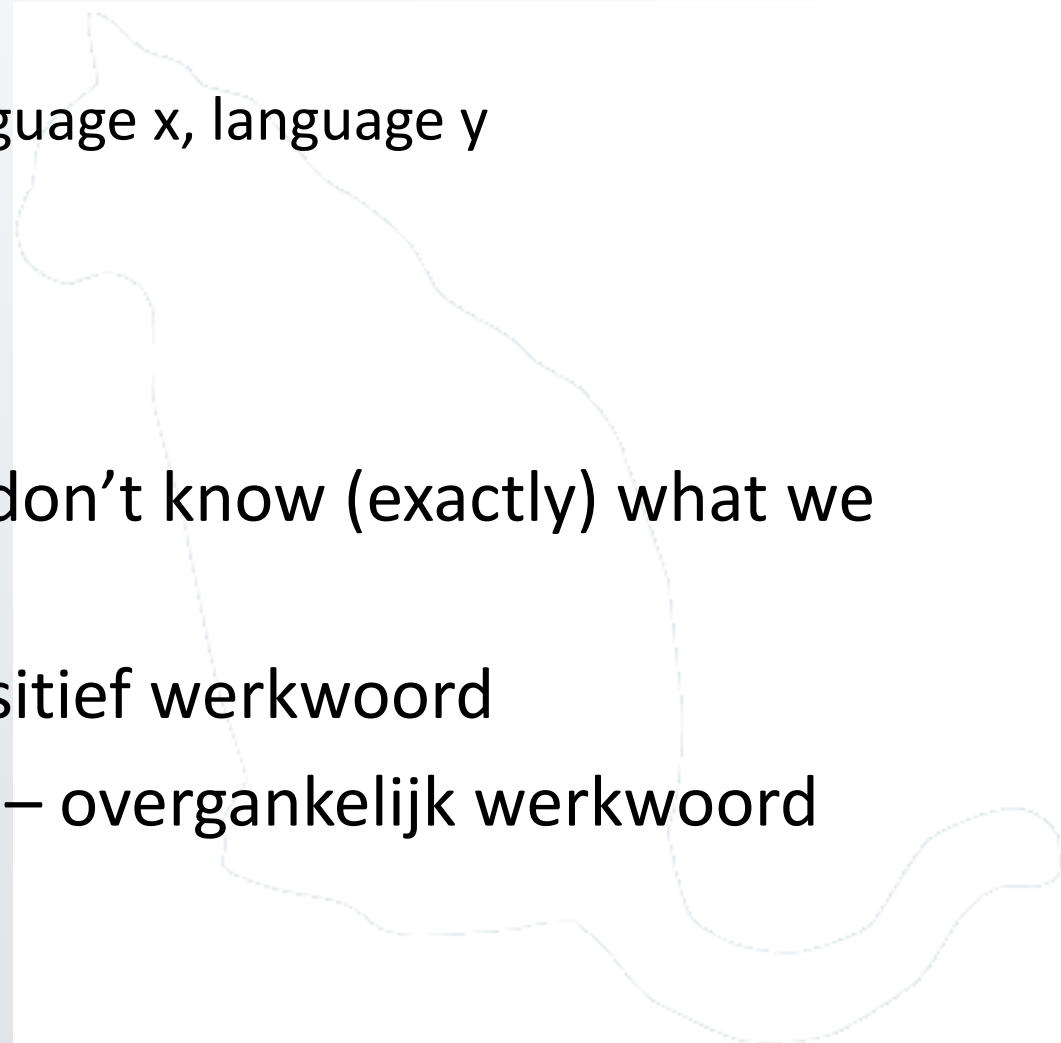 guage x, language y
don’t know (exactly) what we
sitief werkwoord
– overgankelijk werkwoord